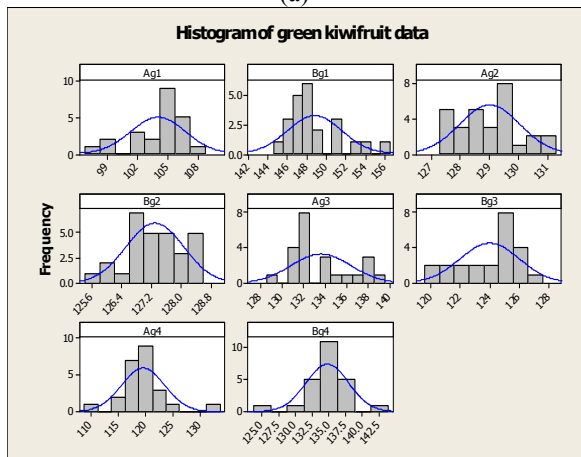 (a)
Histogram of green kiwifruit data
Ag1 Bg1 Ag2
10 5 0
5.0 2.5 0.0
8 4 0
99 102 105 108
142 144 146 148 150 152 154 156
127 128 129 130 131
Frequency
Bg2 Ag3 Bg3
5.0 2.5 0.0
8 4 0
8 4 0
125.6 126.4 127.2 128.0 128.8
128 130 132 134 136 138 140
120 122 124 126 128
Ag4 Bg4
10 5 0
10 5 0
110 115 120 125 130
125.0 127.5 130.0 132.5 135.0 137.5 140.0 142.5